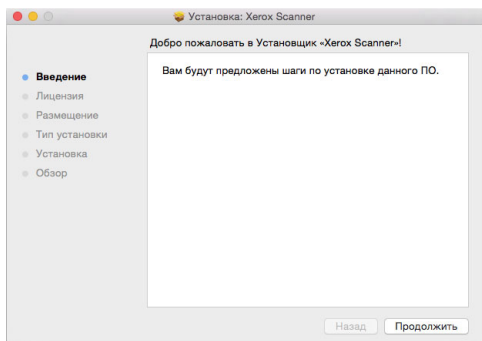 Установка: Xerox Scanner
Добро пожаловать в Установщик «Xerox Scanner»!
Введение
Лицензия
Размещение
Тип установки
Установка
Обзор
Вам будут предложены шаги по установке данного ПО.
Назад
Продолжить